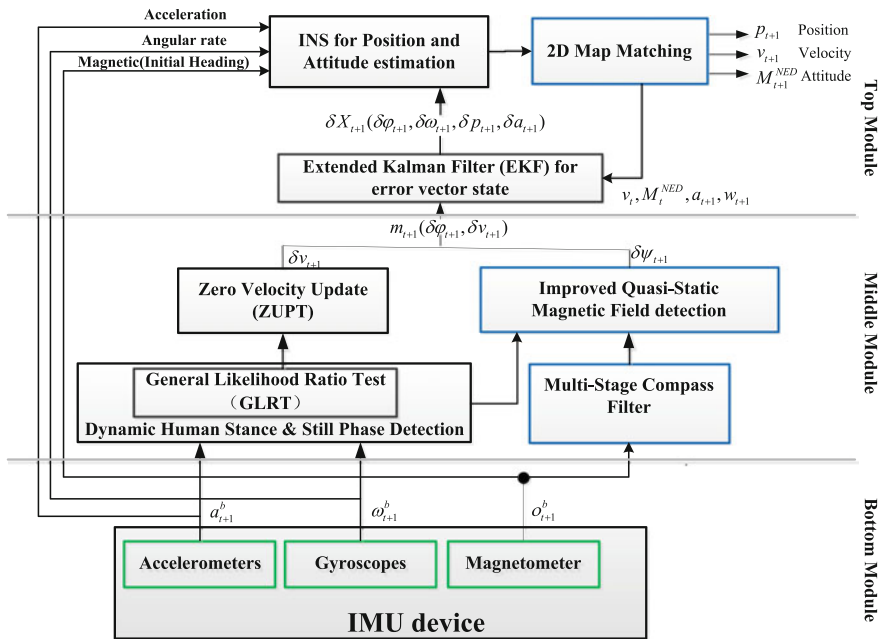 Acceleration
Angular rate
Magnetic(Initial Heading)
INS for Position and
Attitude estimation
2D Map Matching
p_{t+1} Position
v_{t+1} Velocity
M_{t+1}^{NED} Attitude
Top Module
δX_{t+1}(δφ_{t+1},δω_{t+1},δp_{t+1},δa_{t+1})
Extended Kalman Filter (EKF) for
error vector state
v_t,M_t^{NED},a_{t+1},w_{t+1}
m_{t+1}(δφ_{t+1},δv_{t+1})
δv_{t+1}
δψ_{t+1}
Zero Velocity Update
(ZUPT)
Improved Quasi-Static
Magnetic Field detection
Middle Module
General Likelihood Ratio Test
（GLRT）
Dynamic Human Stance & Still Phase Detection
Multi-Stage Compass
Filter
a_{t+1}^b
ω_{t+1}^b
o_{t+1}^b
Bottom Module
Accelerometers
Gyroscopes
Magnetometer
IMU device